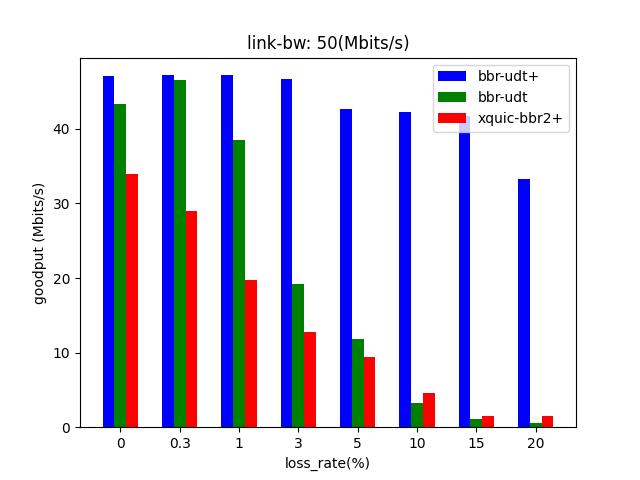 link-bw: 50(Mbits/s)
bbr-udt+
bbr-udt
xquic-bbr2+
goodput (Mbits/s)
40
30
20
10
0
0 0.3 1 3 5 10 15 20
loss_rate(%)